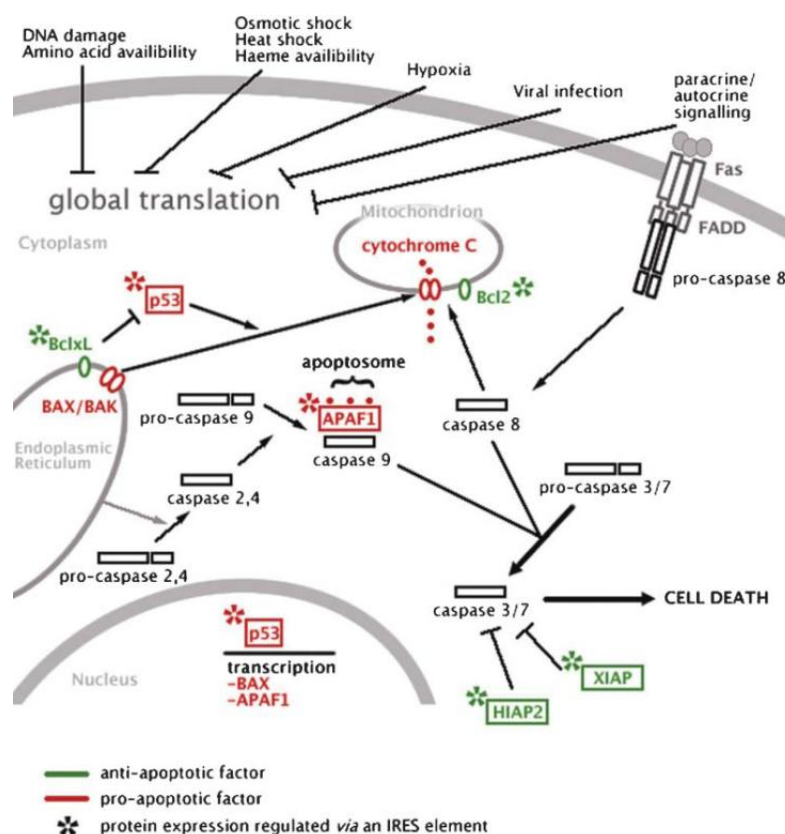 DNA damage
Amino acid availibility
Osmotic shock
Heat shock
Haeme availibility
Hypoxia
Viral infection
paracrine/
autocrine
signalling
global translation
Fas
FADD
pro-caspase 8
Cytoplasm
Mitochondrion
cytochrome C
Bcl2
p53
BclxL
BAX/BAK
Endoplasmic
Reticulum
apoptosome
pro-caspase 9
APAF1
caspase 9
caspase 8
caspase 2,4
pro-caspase 2,4
pro-caspase 3/7
caspase 3/7
CELL DEATH
p53
transcription
-BAX
-APAF1
Nucleus
XIAP
HIAP2
anti-apoptotic factor
pro-apoptotic factor
protein expression regulated via an IRES element